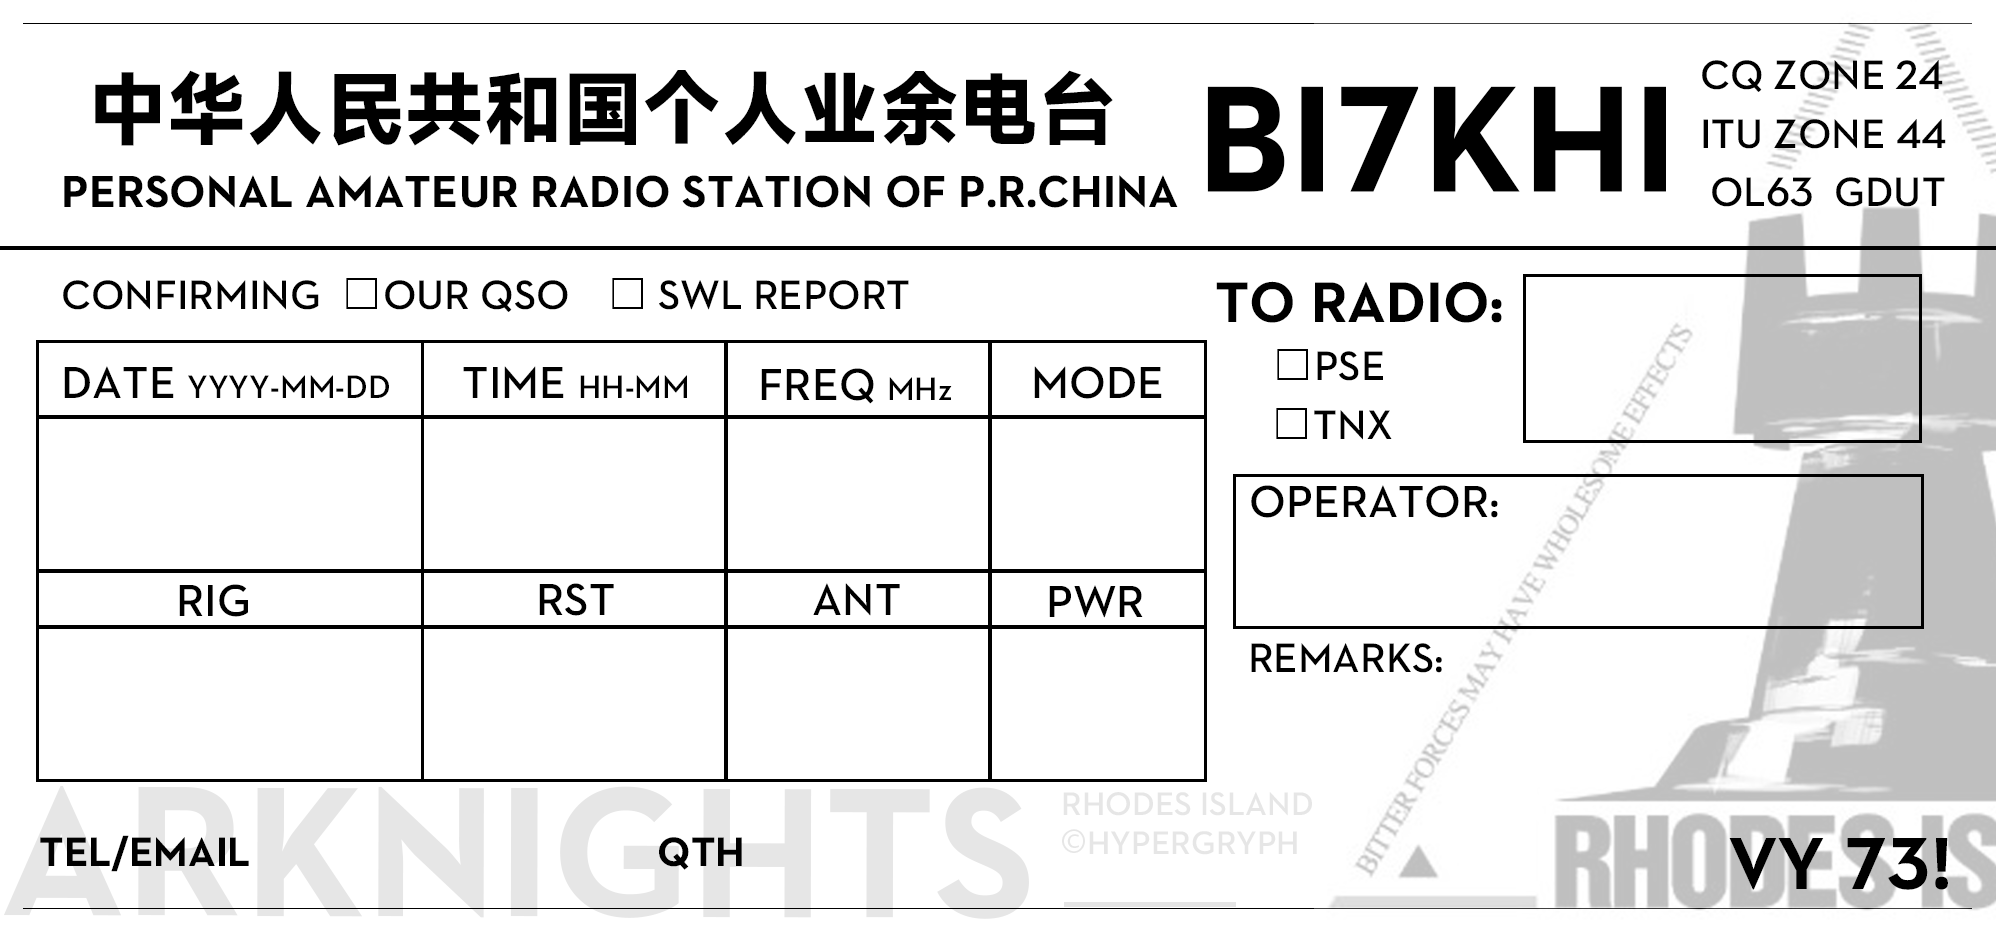 中华人民共和国个人业余电台
PERSONAL AMATEUR RADIO STATION OF P.R.CHINA
BI7KHI
CQ ZONE 24
ITU ZONE 44
OL63 GDUT
CONFIRMING □OUR QSO □ SWL REPORT
TO RADIO:
□PSE
□TNX
DATE YYYY-MM-DD TIME HH-MM FREQ MHz MODE
RIG RST ANT PWR
OPERATOR:
REMARKS:
BITTER FORCES MAY HAVE WHOLESOME EFFECTS
ARKNIGHTS
RHODES ISLAND
©HYPERGRYPH
TEL/EMAIL QTH
RHODES IS
VY 73!